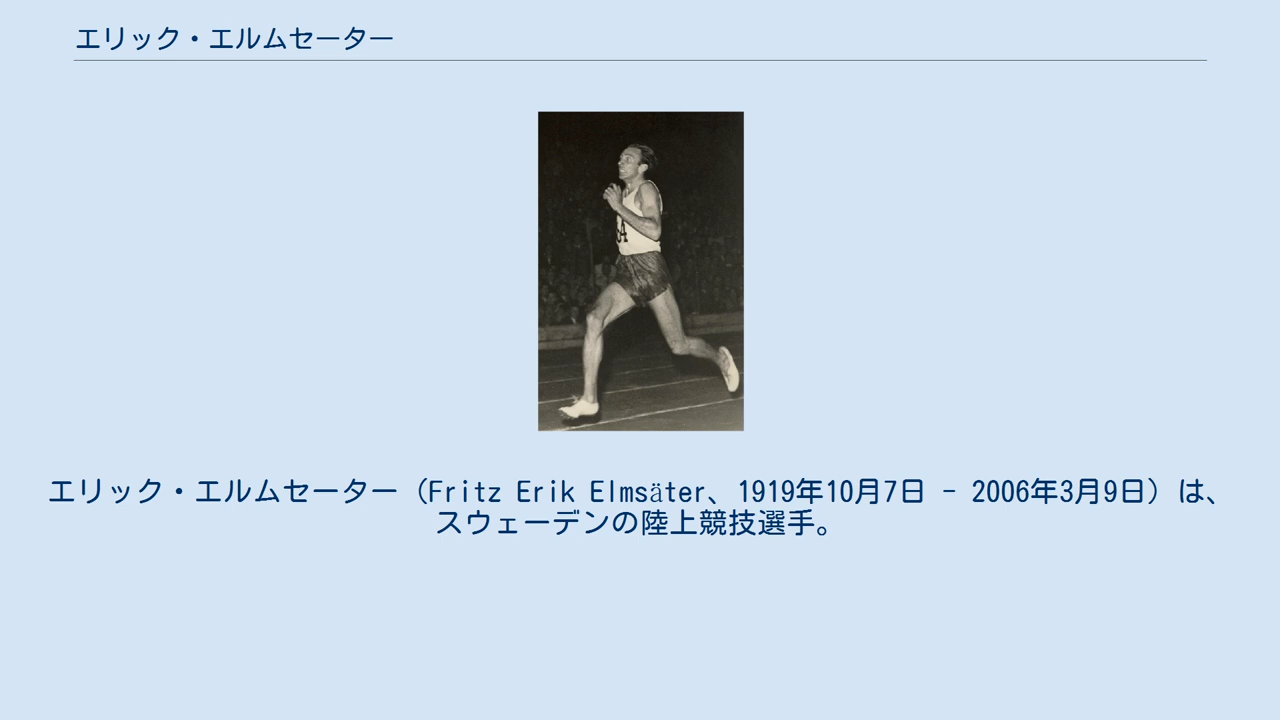 エリック・エルムセーター
エリック・エルムセーター（Fritz Erik Elmsäter、1919年10月7日 - 2006年3月9日）は、
スウェーデンの陸上競技選手。